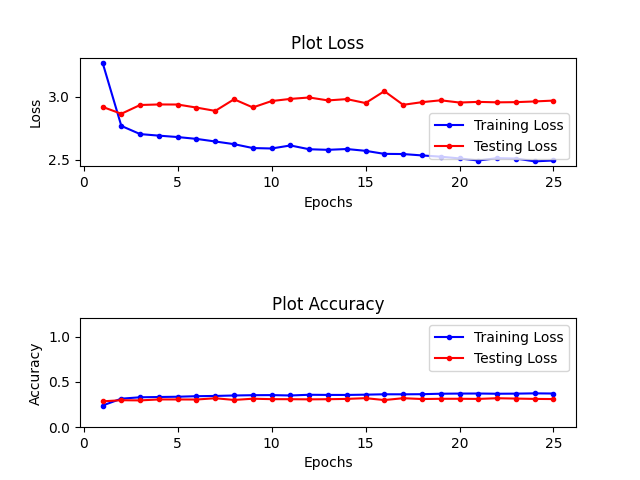 Plot Loss
3.0
2.5
Loss
Training Loss
Testing Loss
0 5 10 15 20 25
Epochs
Plot Accuracy
1.0
0.5
0.0
Accuracy
Training Loss
Testing Loss
0 5 10 15 20 25
Epochs